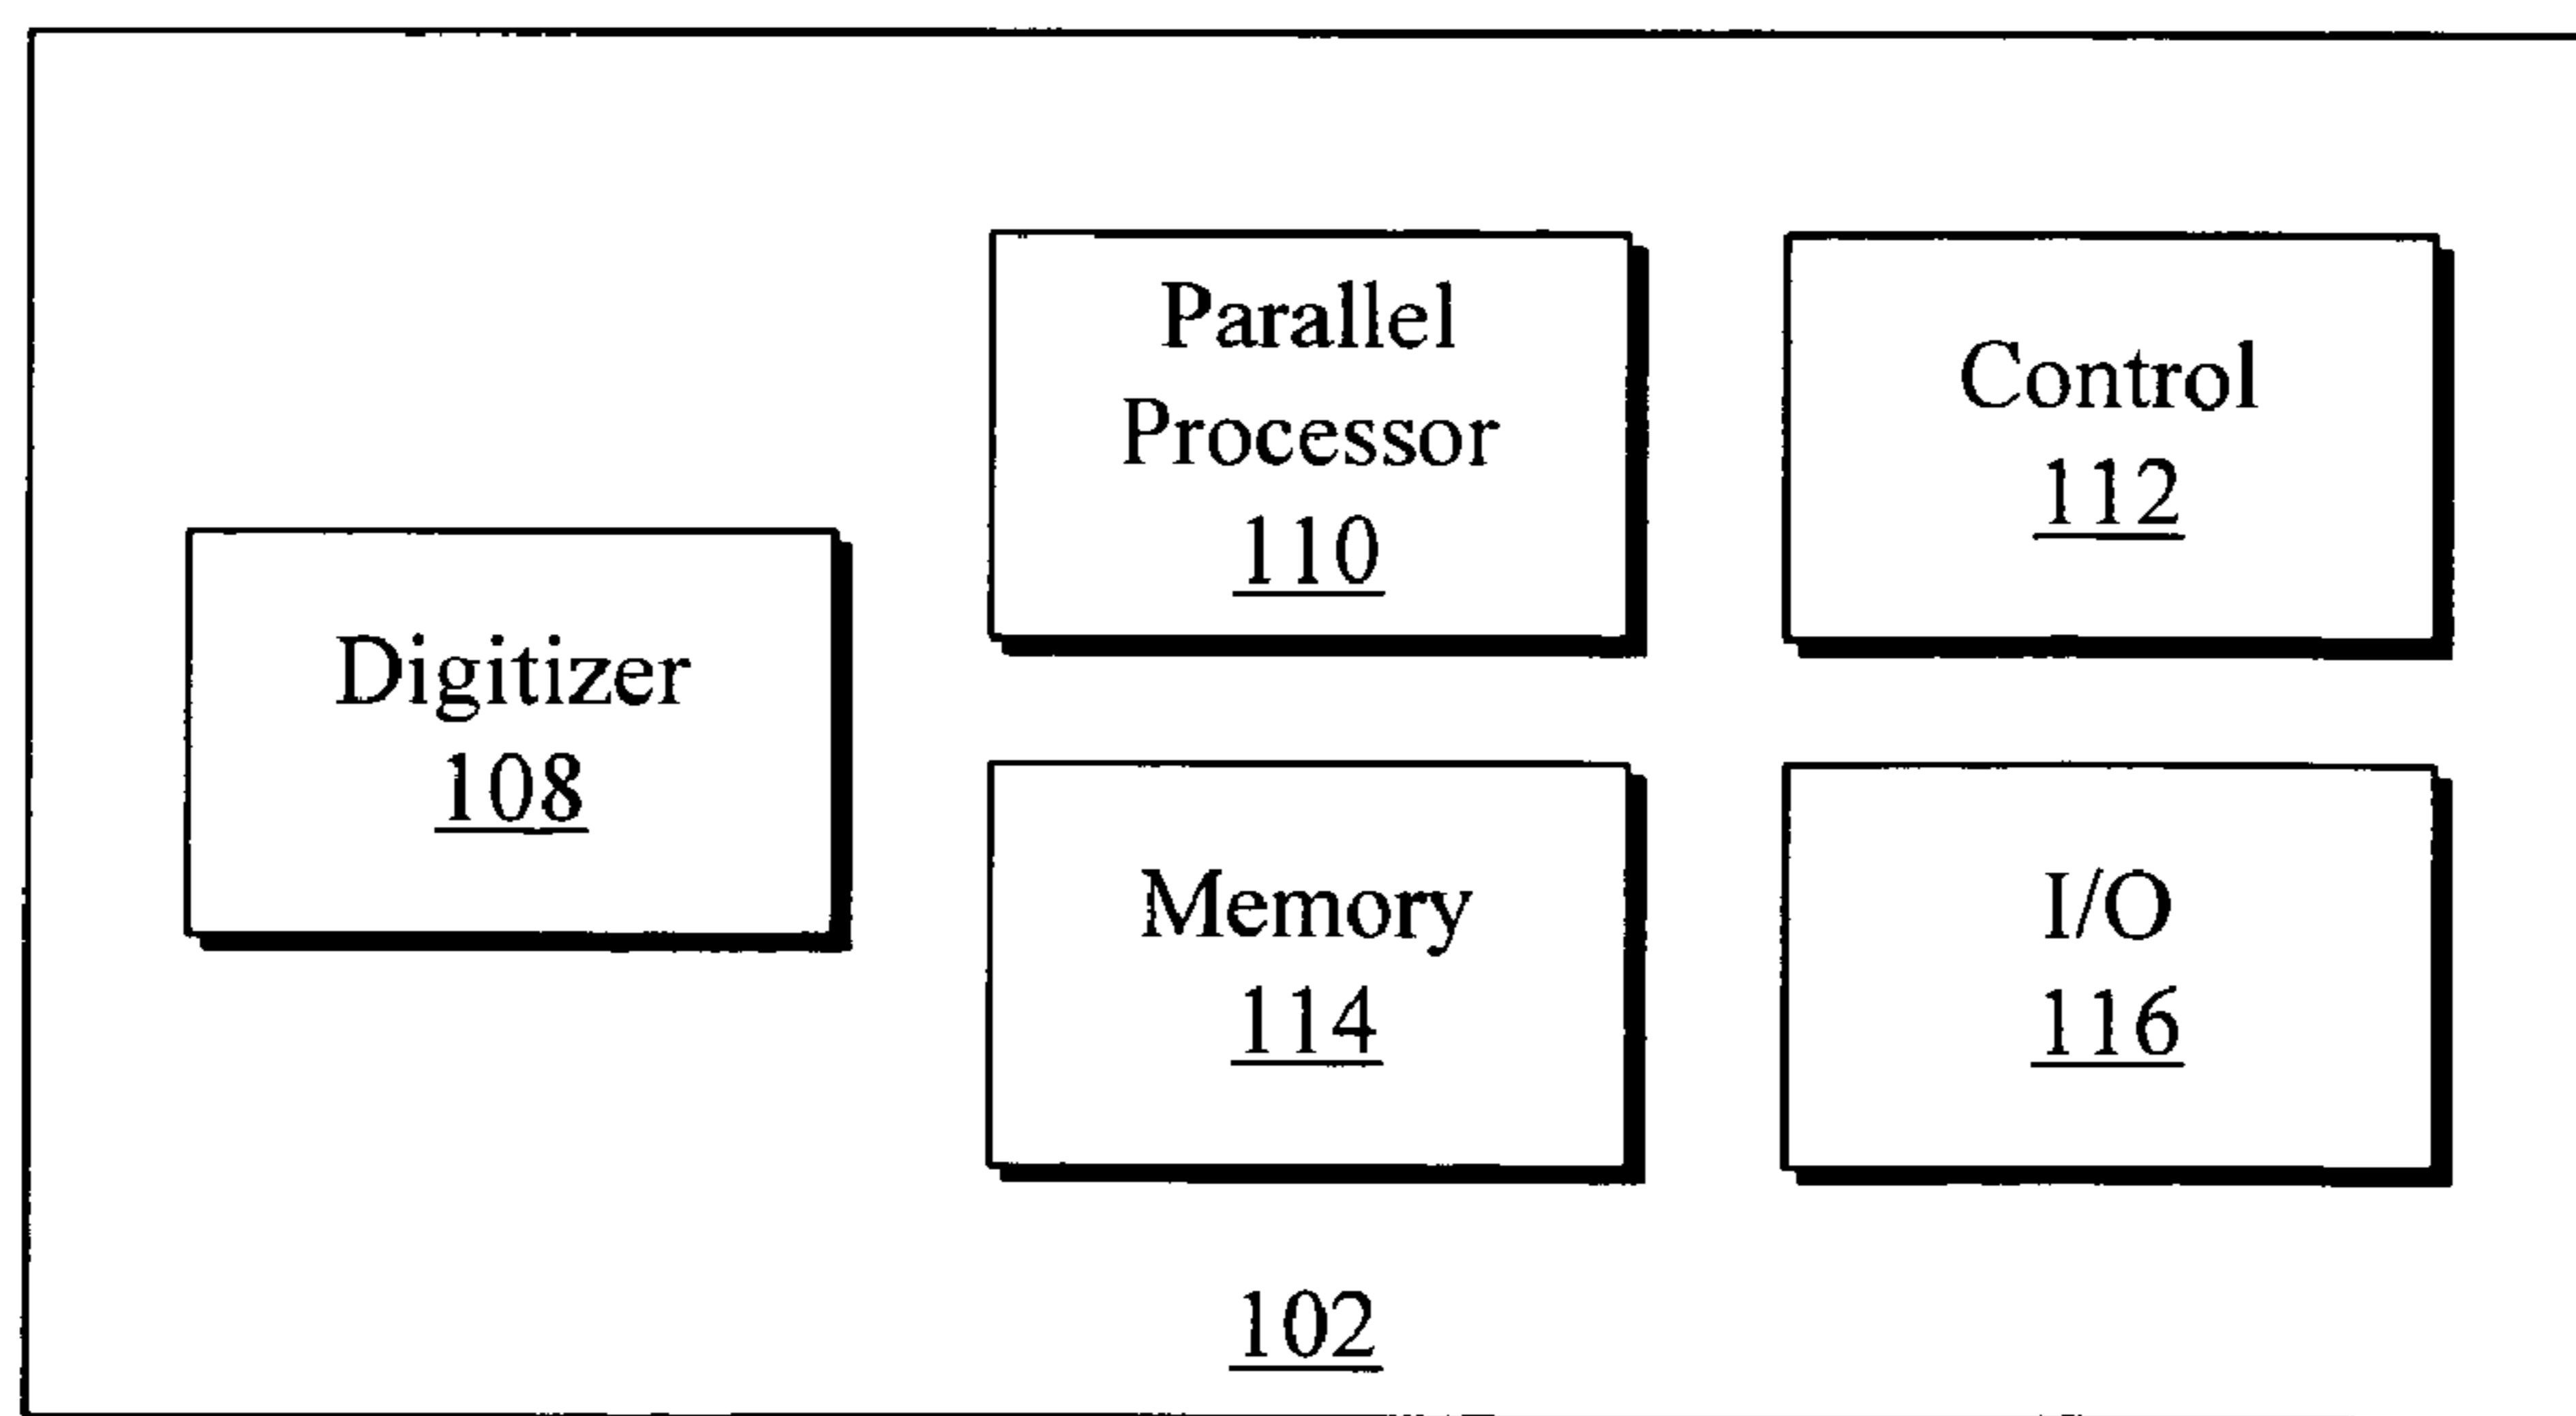 Parallel
Processor
110
Control
112
Digitizer
108
Memory
114
I/O
116
102